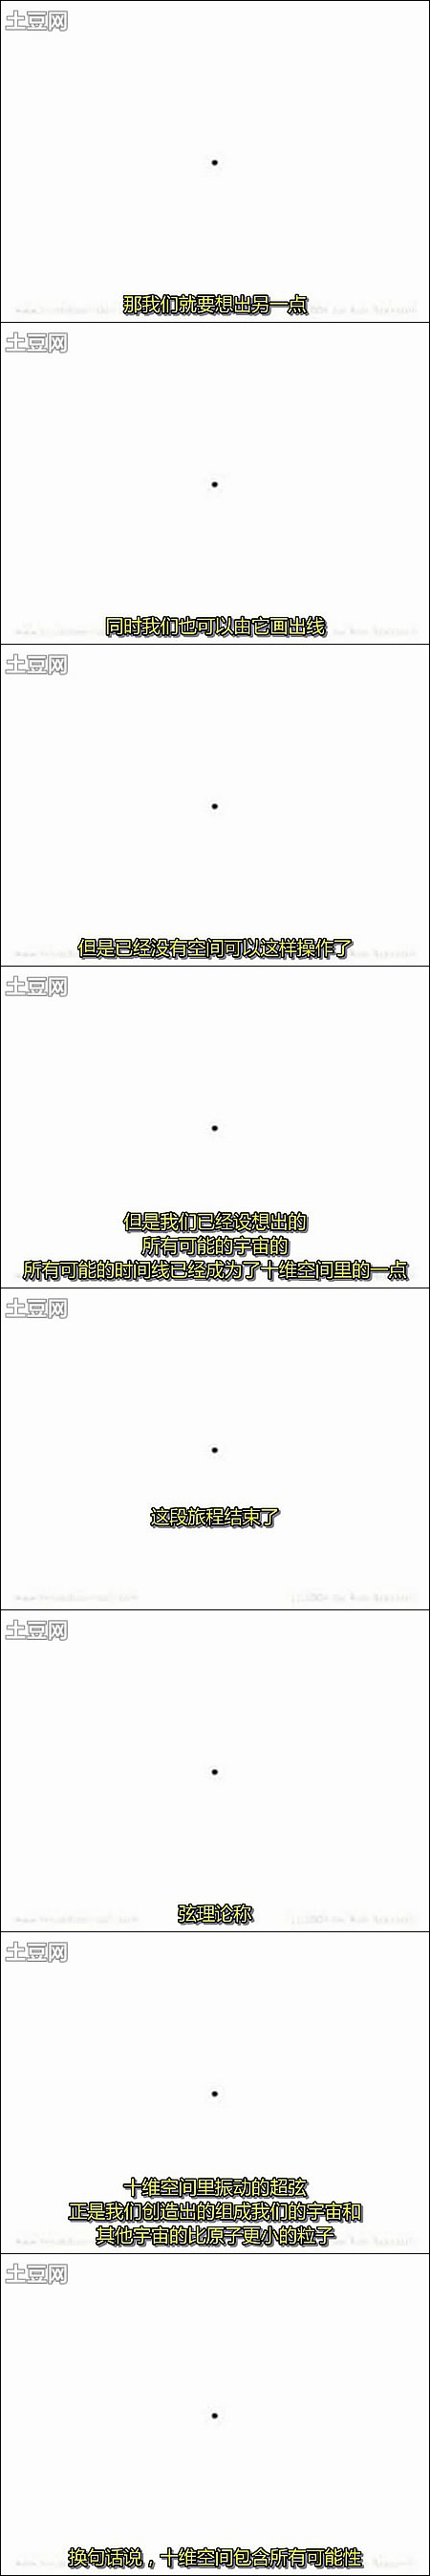 土豆网
那我们就要想出另一点
土豆网
同时我们也可以由它画出线
土豆网
但是已经没有空间可以这样操作了
土豆网
但是我们已经设想出的
所有可能的宇宙的
所有可能的时间线已经成为了十维空间里的一点
土豆网
这段旅程结束了
土豆网
弦理论称
土豆网
十维空间里振动的超弦
正是我们创造出的组成我们的宇宙和
其他宇宙的比原子更小的粒子
土豆网
换句话说，十维空间包含所有可能性